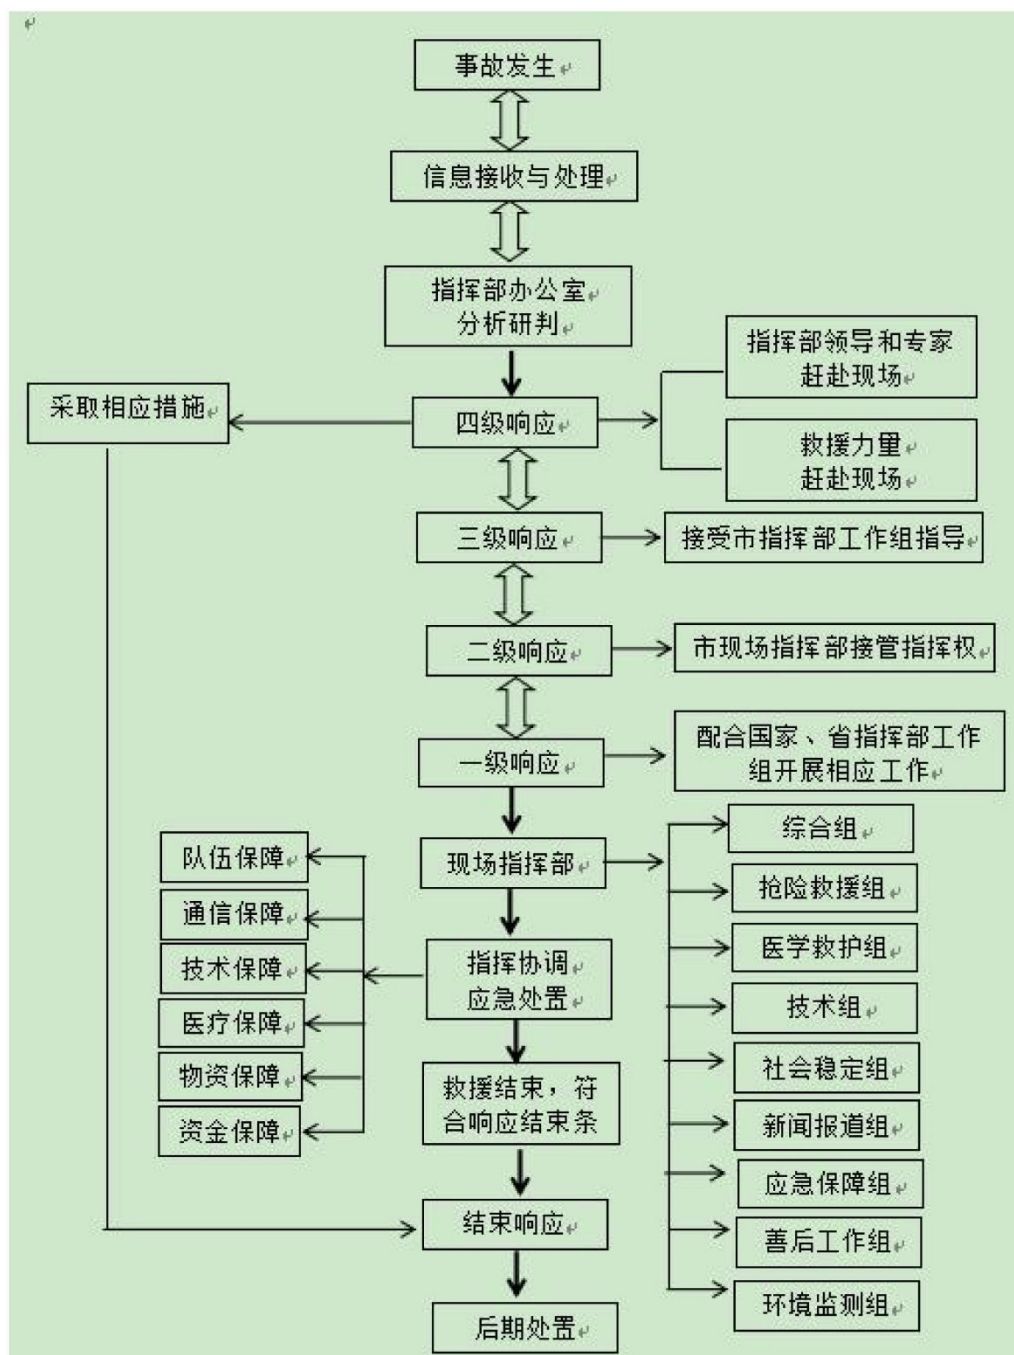 事故发生
信息接收与处理
指挥部办公室
分析研判
指挥部领导和专家
赶赴现场
采取相应措施
四级响应
救援力量
赶赴现场
三级响应
接受市指挥部工作组指导
二级响应
市现场指挥部接管指挥权
一级响应
配合国家、省指挥部工作
组开展相应工作
现场指挥部
综合组
抢险救援组
医学救护组
技术组
社会稳定组
新闻报道组
应急保障组
善后工作组
环境监测组
队伍保障
通信保障
技术保障
医疗保障
物资保障
资金保障
指挥协调
应急处置
救援结束，符
合响应结束条
结束响应
后期处置